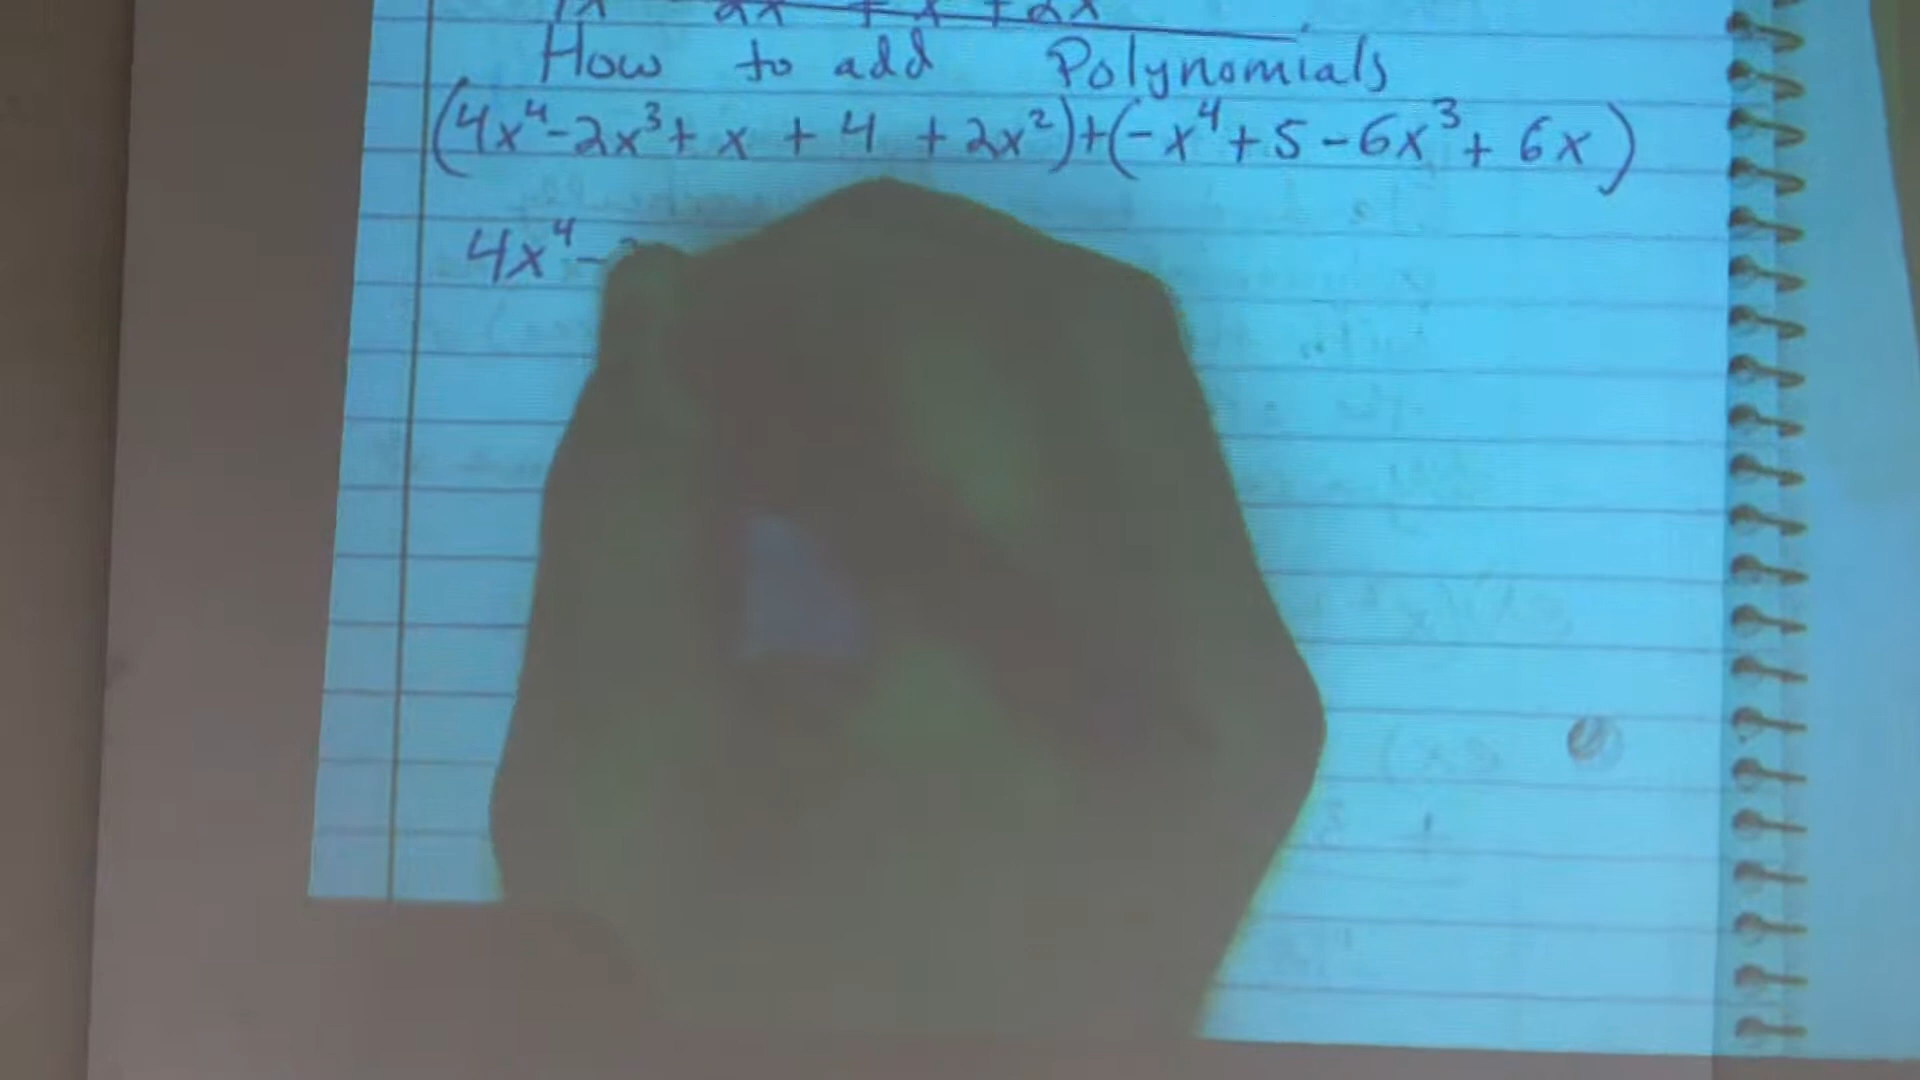 How to add Polynomials
(4x⁴-2x³+ x + 4 + 2x²)+(-x⁴+5-6x³+ 6x)
4x⁴-